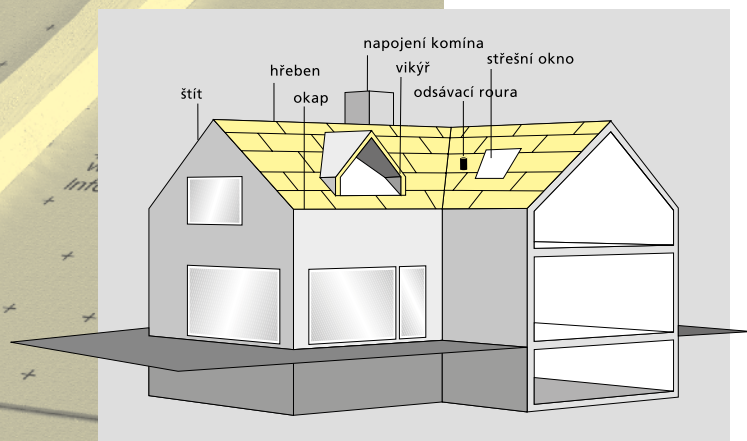 napojení komína
střešní okno
hřeben
vikýř
štít
okap
odsávací roura